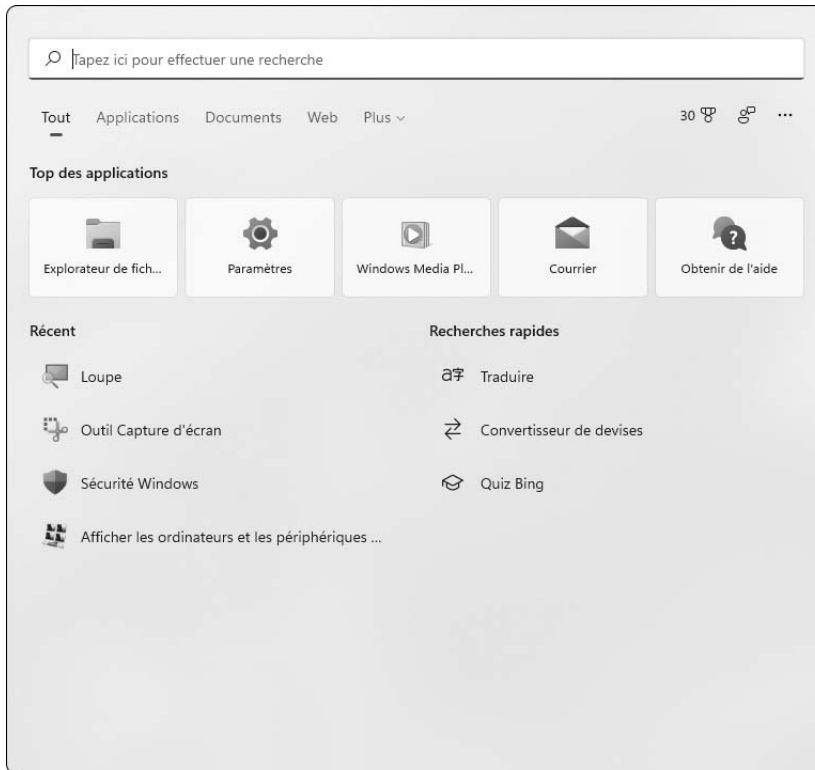 Tapez ici pour effectuer une recherche
Tout Applications Documents Web Plus 30 ...
Top des applications
Explorateur de fich... Paramètres Windows Media Pl... Courrier Obtenir de l'aide
Récent Recherches rapides
Loupe Traduire
Outil Capture d'écran Convertisseur de devises
Sécurité Windows Quiz Bing
Afficher les ordinateurs et les périphériques ...